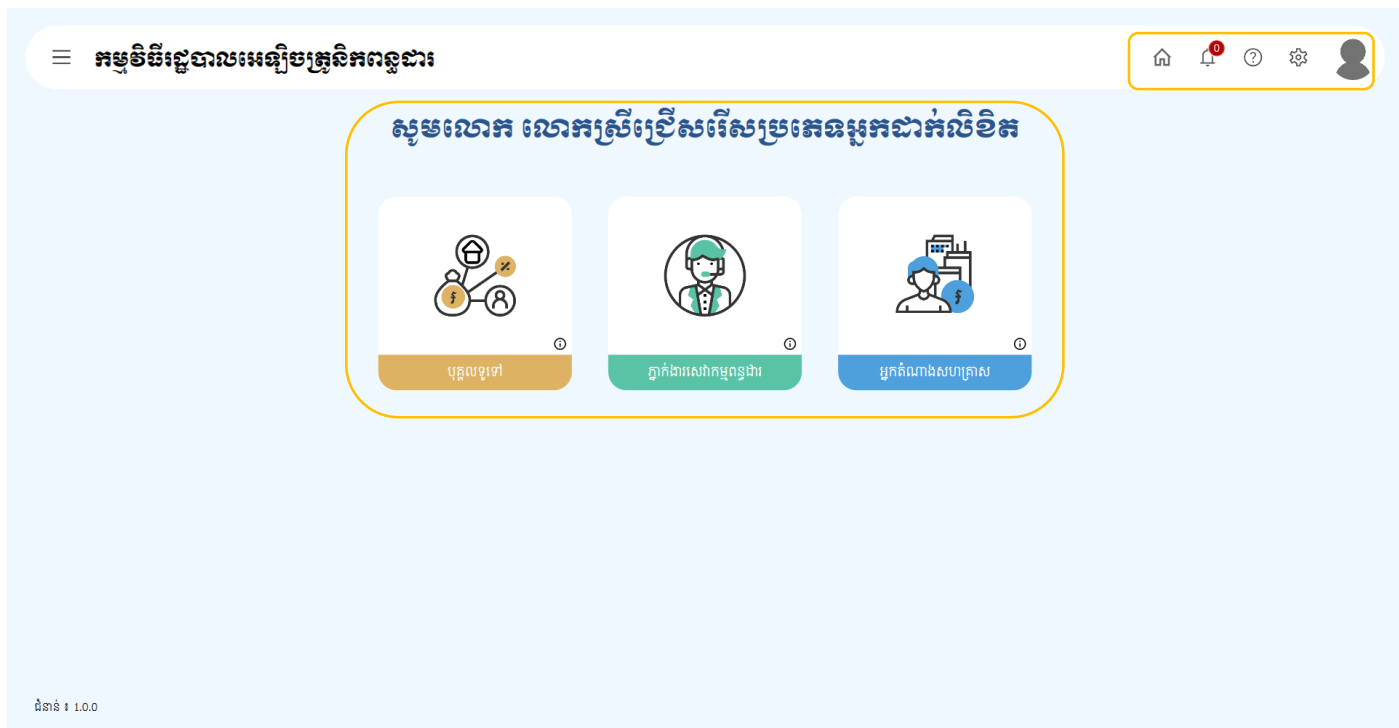 កម្មវិធីរដ្ឋបាលអេឡិចត្រូនិកពន្ធដារ
0
សូមលោក លោកស្រីជ្រើសរើសប្រភេទអ្នកដាក់លិខិត
បុគ្គលទូទៅ
ភ្នាក់ងារសេវាកម្មពន្ធដារ
អ្នកតំណាងសហគ្រាស
ជំនាន់ ៖ 1.0.0